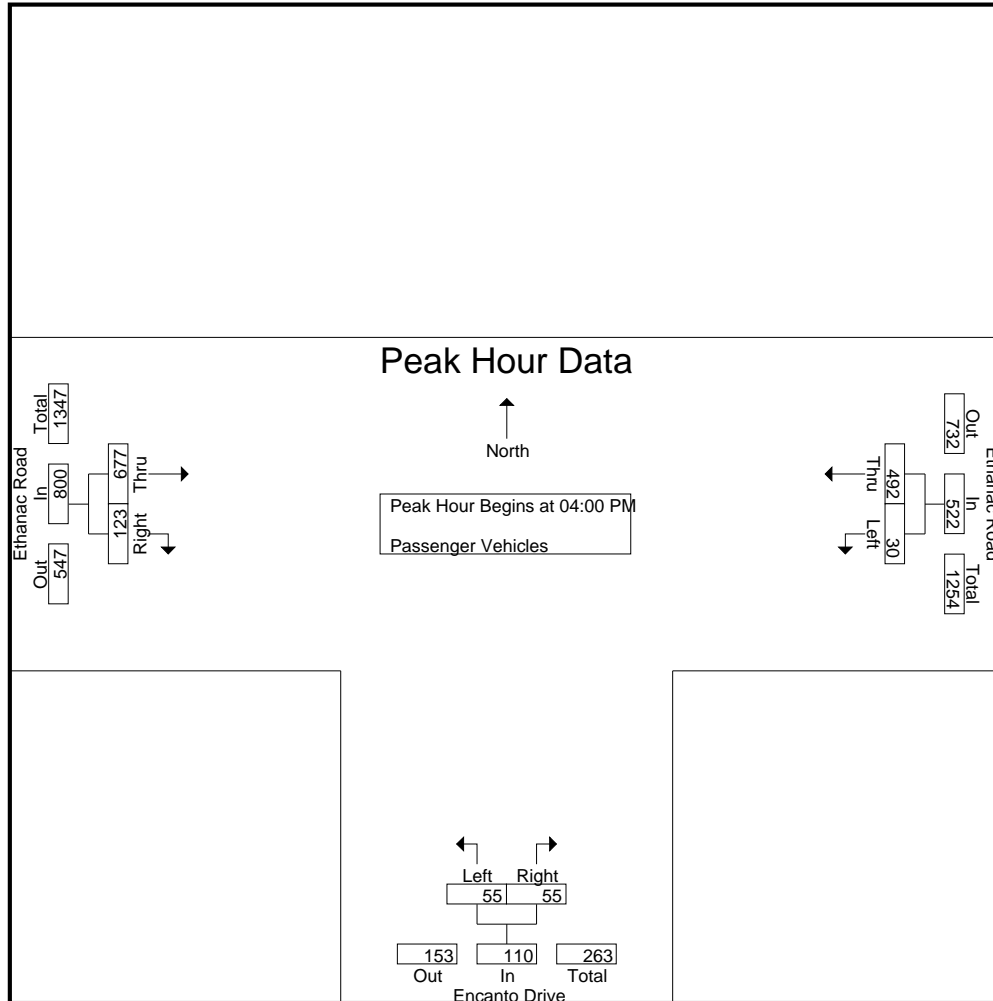 Peak Hour Data
North
Peak Hour Begins at 04:00 PM
Passenger Vehicles
Ethanac Road
Total
1347
In
800
Out
547
677
Thru
123
Right
Ethanac Road
Out
732
In
522
Total
1254
Thru
492
Left
30
Left
Right
55
55
153
110
263
Out
In
Total
Encanto Drive